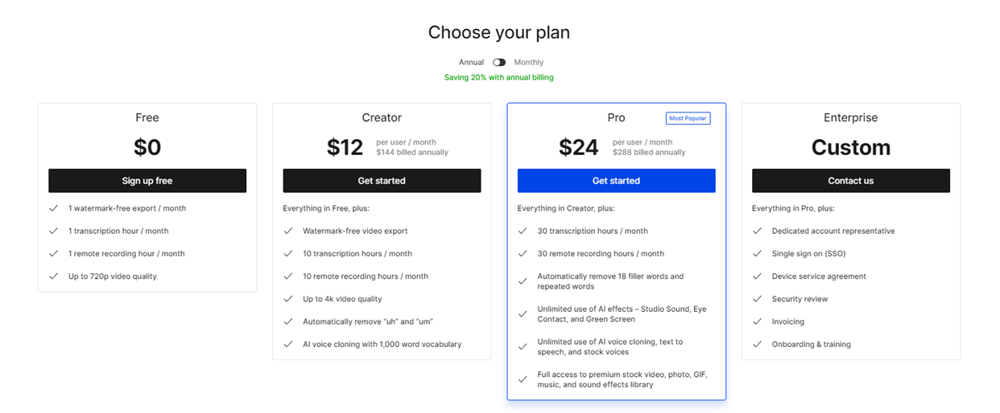 Choose your plan
Annual Monthly
Saving 20% with annual billing
Free
$0
Sign up free
1 watermark-free export / month
1 transcription hour / month
1 remote recording hour / month
Up to 720p video quality
Creator
$12
per user / month
$144 billed annually
Get started
Everything in Free, plus:
Watermark-free video export
10 transcription hours / month
10 remote recording hours / month
Up to 4k video quality
Automatically remove “uh” and “um”
AI voice cloning with 1,000 word vocabulary
Pro
Most Popular
$24
per user / month
$288 billed annually
Get started
Everything in Creator, plus:
30 transcription hours / month
30 remote recording hours / month
Automatically remove 18 filler words and
repeated words
Unlimited use of AI effects – Studio Sound, Eye
Contact, and Green Screen
Unlimited use of AI voice cloning, text to
speech, and stock voices
Full access to premium stock video, photo, GIF,
music, and sound effects library
Enterprise
Custom
Contact us
Everything in Pro, plus:
Dedicated account representative
Single sign on (SSO)
Device service agreement
Security review
Invoicing
Onboarding & training